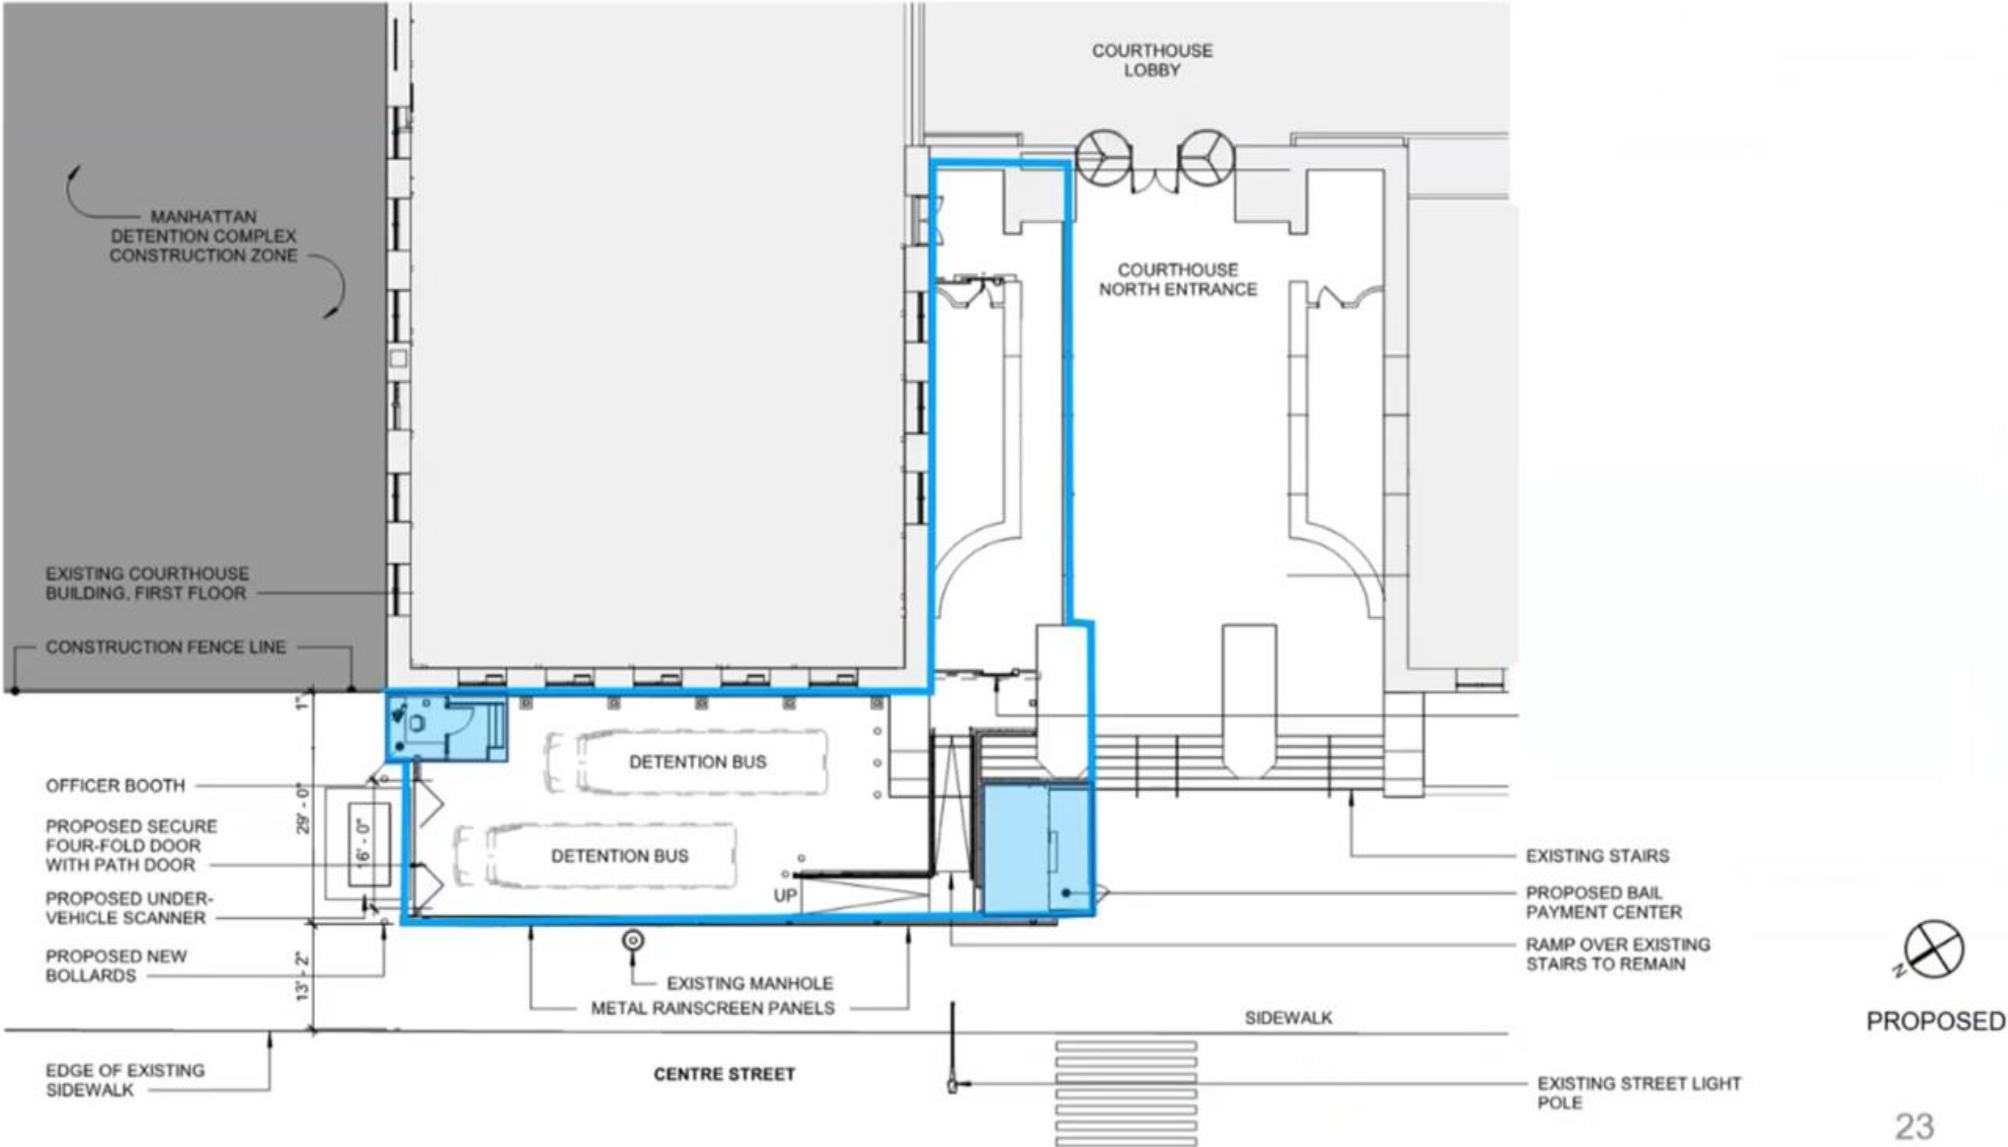 COURTHOUSE
LOBBY
MANHATTAN
DETENTION COMPLEX
CONSTRUCTION ZONE
COURTHOUSE
NORTH ENTRANCE
EXISTING COURTHOUSE
BUILDING, FIRST FLOOR
CONSTRUCTION FENCE LINE
1"
DETENTION BUS
OFFICER BOOTH
29' - 0"
16' - 0"
PROPOSED SECURE
FOUR-FOLD DOOR
WITH PATH DOOR
DETENTION BUS
UP
PROPOSED UNDER-
VEHICLE SCANNER
PROPOSED NEW
BOLLARDS
13' - 2"
EXISTING MANHOLE
METAL RAINSCREEN PANELS
EXISTING STAIRS
PROPOSED BAIL
PAYMENT CENTER
RAMP OVER EXISTING
STAIRS TO REMAIN
N
PROPOSED
SIDEWALK
EDGE OF EXISTING
SIDEWALK
CENTRE STREET
EXISTING STREET LIGHT
POLE
23